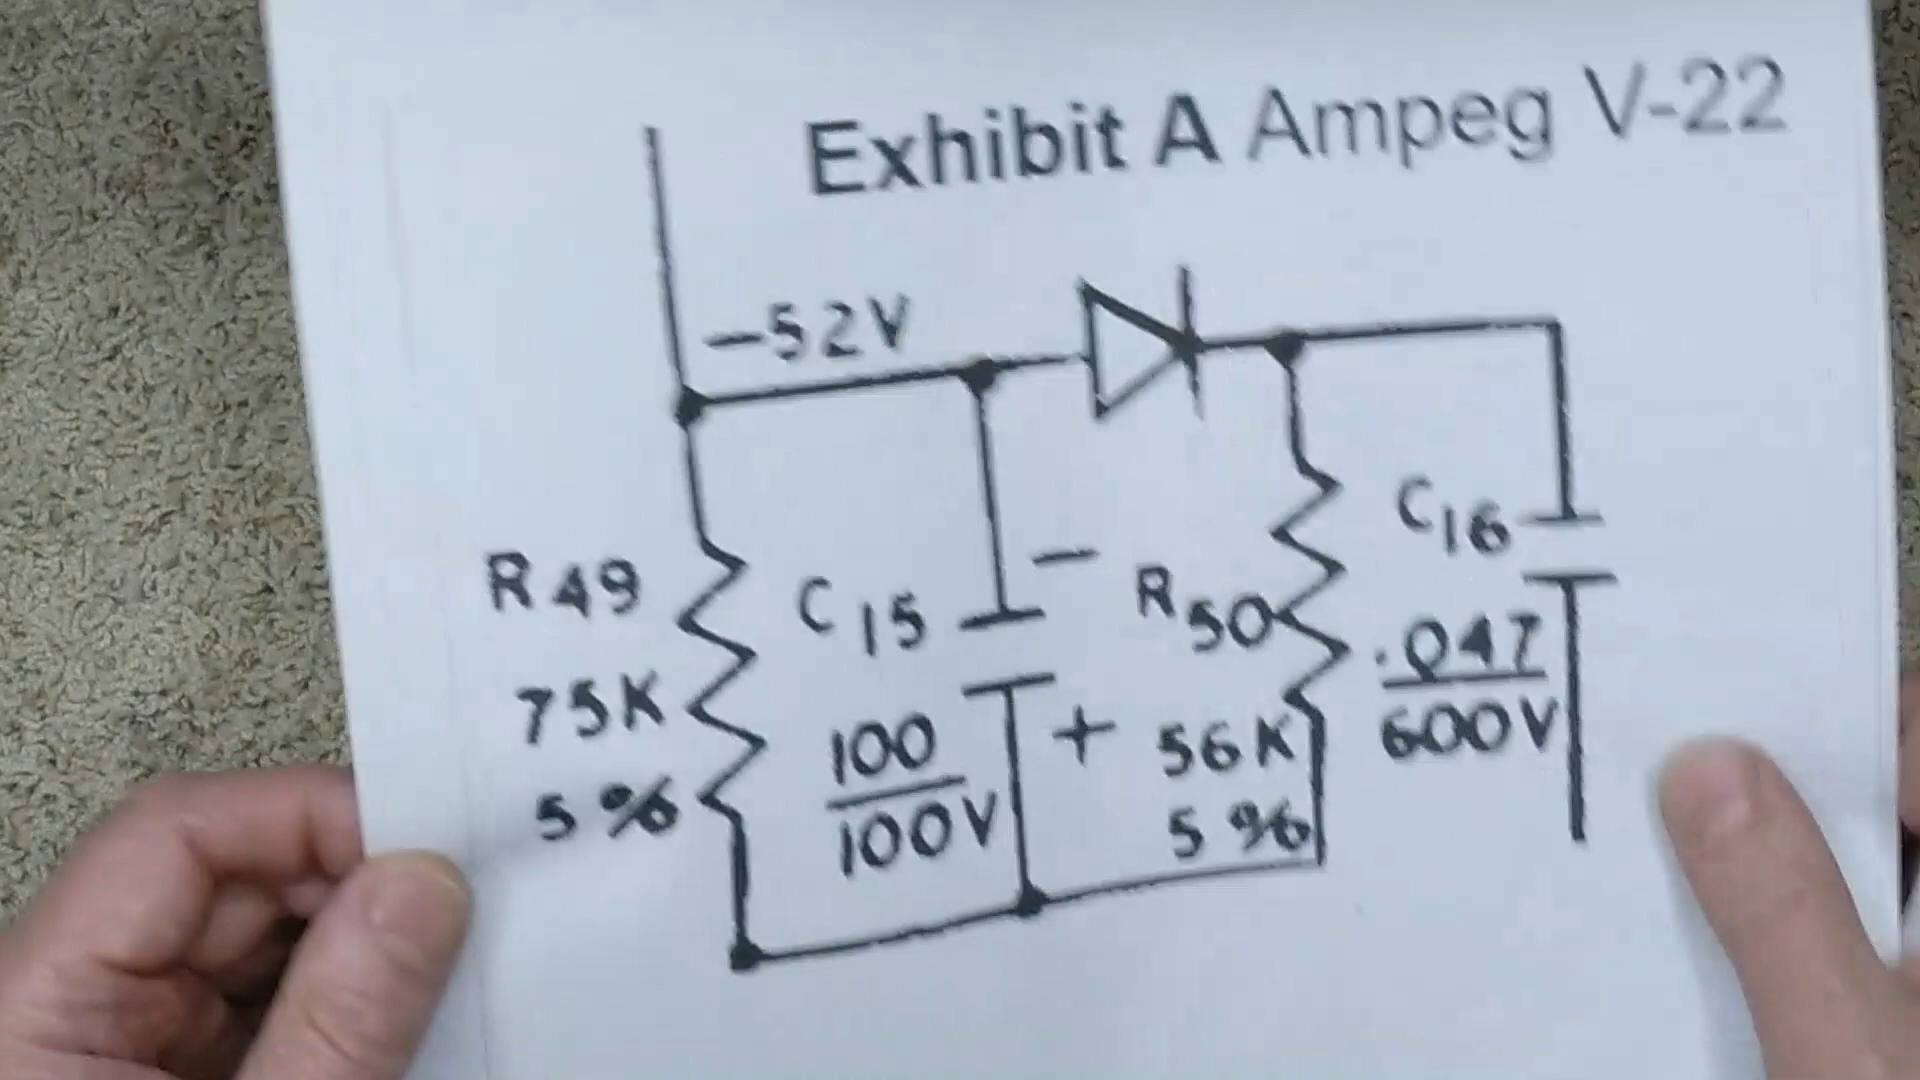 Exhibit A Ampeg V-22
-52V
R49
75K
5%
C15
-
+
100
100V
R50
56K
5%
C16
.047
600V